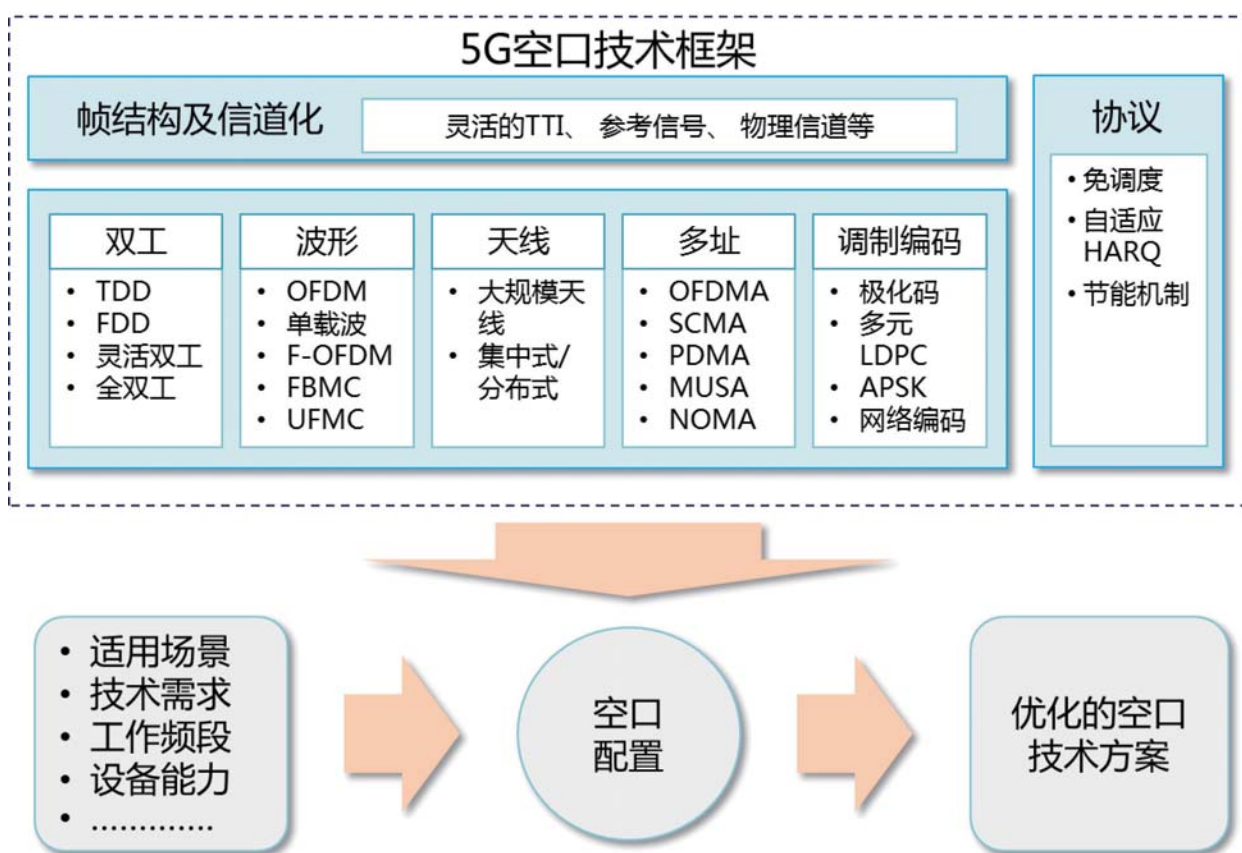 5G空口技术框架
帧结构及信道化
灵活的TTI、参考信号、物理信道等
双工
• TDD
• FDD
• 灵活双工
• 全双工
波形
• OFDM
• 单载波
• F-OFDM
• FBMC
• UFMC
天线
• 大规模天
线
• 集中式/
分布式
多址
• OFDMA
• SCMA
• PDMA
• MUSA
• NOMA
调制编码
• 极化码
• 多元
LDPC
• APSK
• 网络编码
协议
• 免调度
• 自适应
HARQ
• 节能机制
• 适用场景
• 技术需求
• 工作频段
• 设备能力
• .............
空口
配置
优化的空口
技术方案